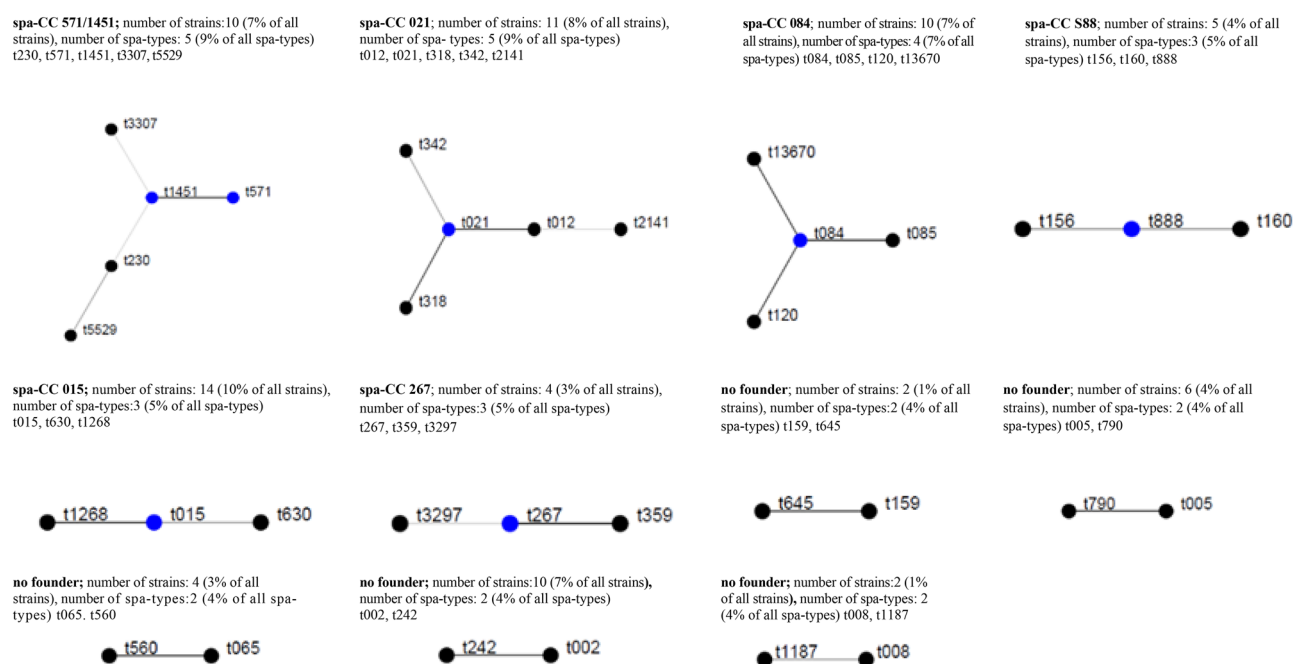 spa-CC 571/1451; number of strains:10 (7% of all
strains), number of spa-types: 5 (9% of all spa-types)
t230, t571, t1451, t3307, t5529
spa-CC 021; number of strains: 11 (8% of all strains),
number of spa- types: 5 (9% of all spa-types)
t012, t021, t318, t342, t2141
spa-CC 084; number of strains: 10 (7% of
all strains), number of spa-types: 4 (7% of all
spa-types) t084, t085, t120, t13670
spa-CC S88; number of strains: 5 (4% of all
strains), number of spa-types:3 (5% of all
spa-types) t156, t160, t888
t3307
t1451
t571
t230
t5529
t342
t021
t012
t2141
t318
t13670
t084
t085
t120
t156
t888
t160
spa-CC 015; number of strains: 14 (10% of all strains),
number of spa-types:3 (5% of all spa-types)
t015, t630, t1268
spa-CC 267; number of strains: 4 (3% of all strains),
number of spa-types:3 (5% of all spa-types)
t267, t359, t3297
no founder; number of strains: 2 (1% of all
strains), number of spa-types:2 (4% of all
spa-types) t159, t645
no founder; number of strains: 6 (4% of all
strains), number of spa-types: 2 (4% of all
spa-types) t005, t790
t1268
t015
t630
t3297
t267
t359
t645
t159
t790
t005
no founder; number of strains: 4 (3% of all
strains), number of spa-types:2 (4% of all spa-
types) t065. t560
no founder; number of strains:10 (7% of all strains),
number of spa-types: 2 (4% of all spa-types)
t002, t242
no founder; number of strains:2 (1%
of all strains), number of spa-types: 2
(4% of all spa-types) t008, t1187
t560
t065
t242
t002
t1187
t008